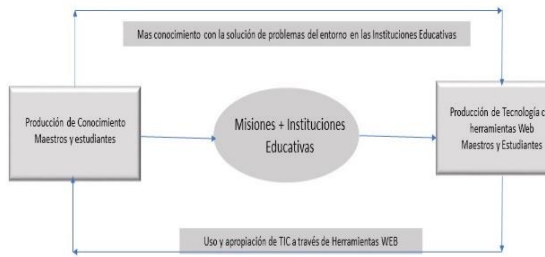 Mas conocimiento con la solución de problemas del entorno en las Instituciones Educativas
Producción de Conocimiento
Maestros y estudiantes
Misiones + Instituciones
Educativas
Producción de Tecnología
herramientas Web
Maestros y Estudiantes
Uso y apropiación de TIC a través de Herramientas WEB